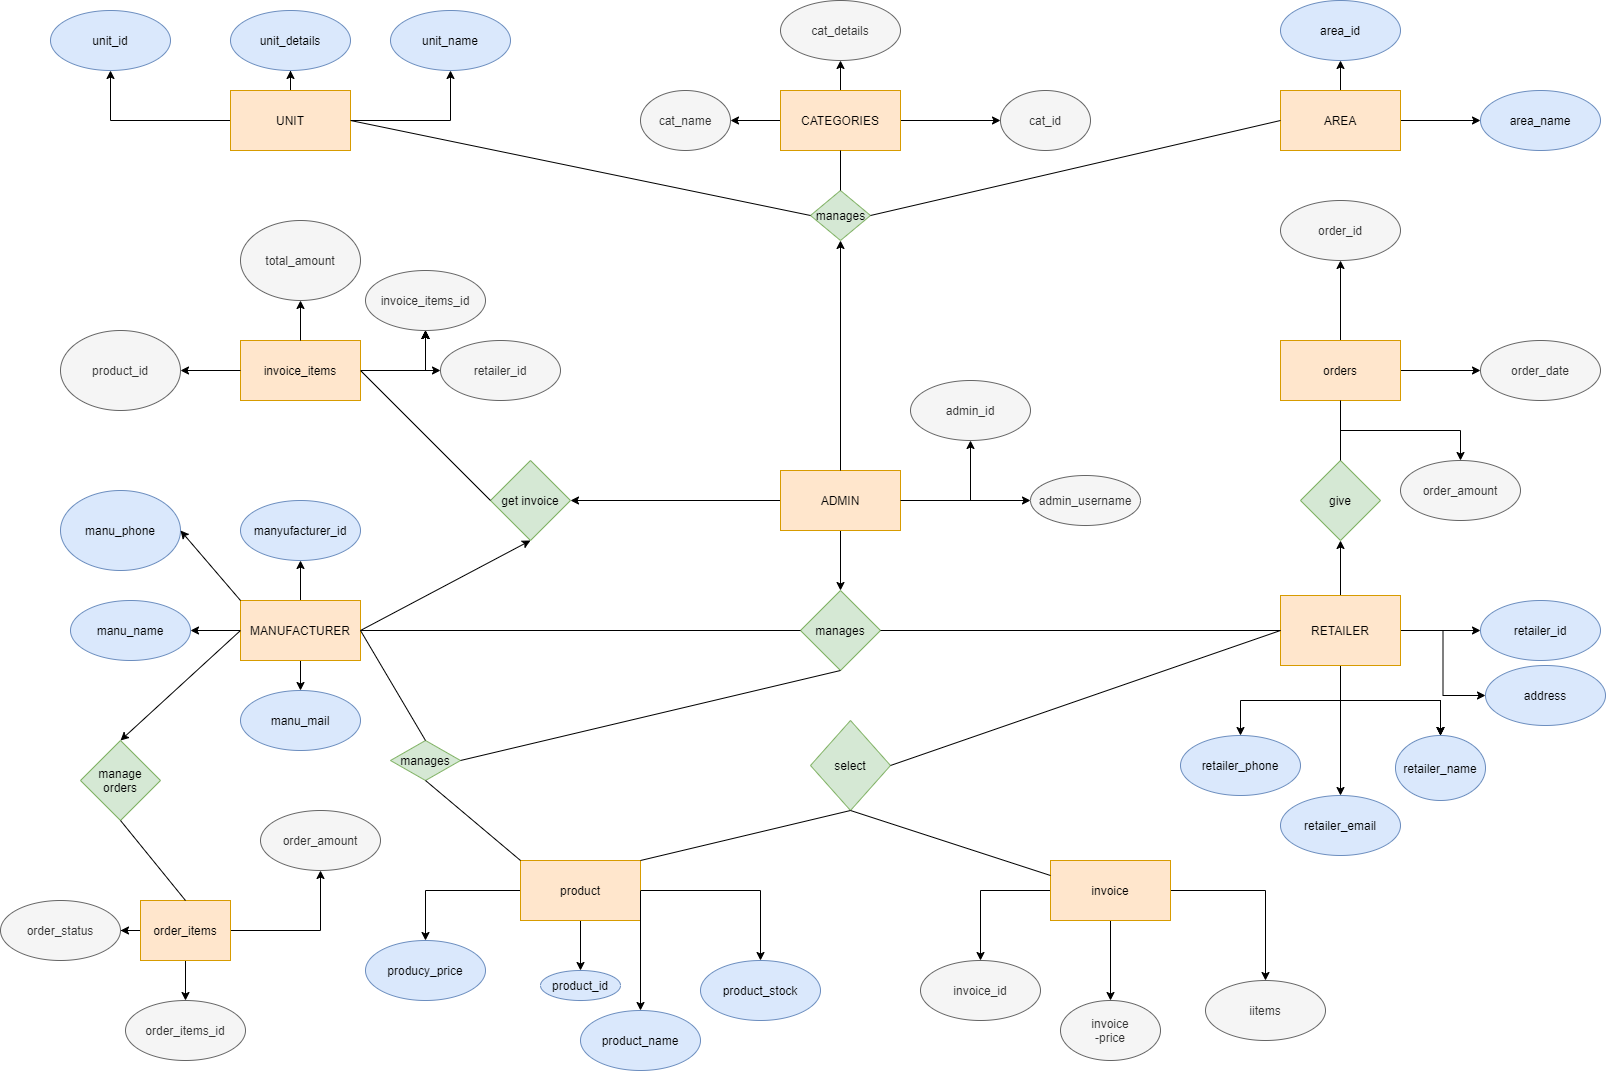 cat_details
area_id
unit_id
unit_details
unit_name
UNIT
cat_name
CATEGORIES
cat_id
AREA
area_name
manages
order_id
total_amount
invoice_items_id
product_id
invoice_items
retailer_id
orders
order_date
admin_id
get invoice
ADMIN
admin_username
give
order_amount
manu_phone
manyufacturer_id
manu_name
MANUFACTURER
manages
RETAILER
retailer_id
address
manu_mail
manages
select
retailer_phone
retailer_name
manage
orders
retailer_email
order_amount
product
invoice
order_status
order_items
producy_price
product_id
product_stock
invoice_id
iitems
order_items_id
product_name
invoice
-price